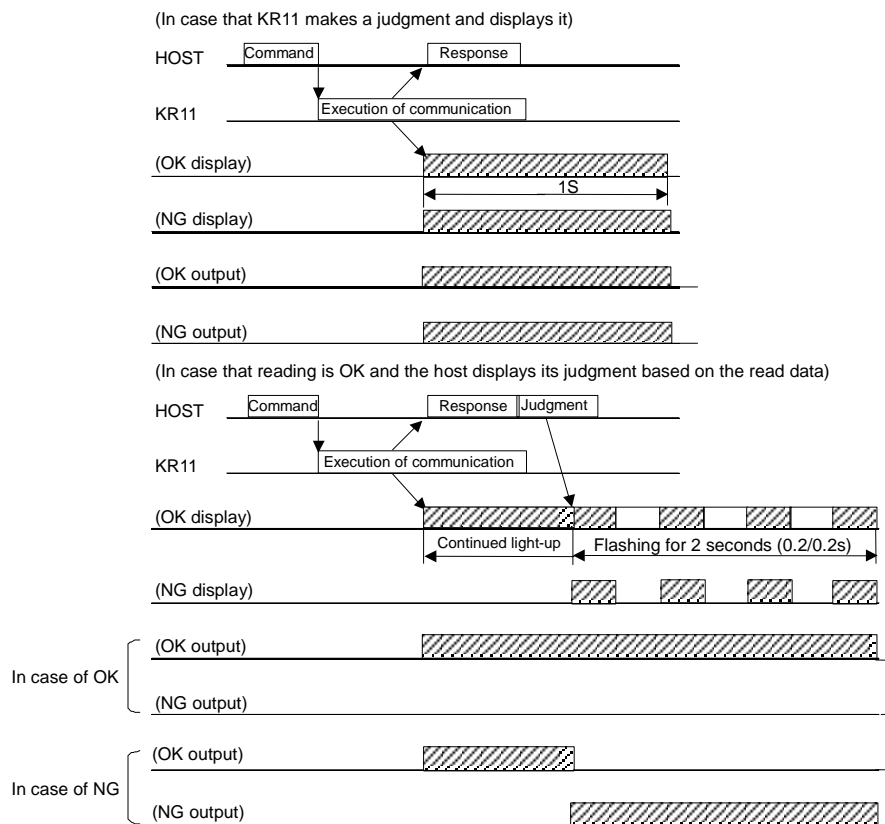 (In case that KR11 makes a judgment and displays it)
HOST
Command
Response
KR11
Execution of communication
(OK display)
1S
(NG display)
(OK output)
(NG output)
(In case that reading is OK and the host displays its judgment based on the read data)
HOST
Command
Response
Judgment
KR11
Execution of communication
(OK display)
Continued light-up
Flashing for 2 seconds (0.2/0.2s)
(NG display)
In case of OK
(OK output)
(NG output)
In case of NG
(OK output)
(NG output)